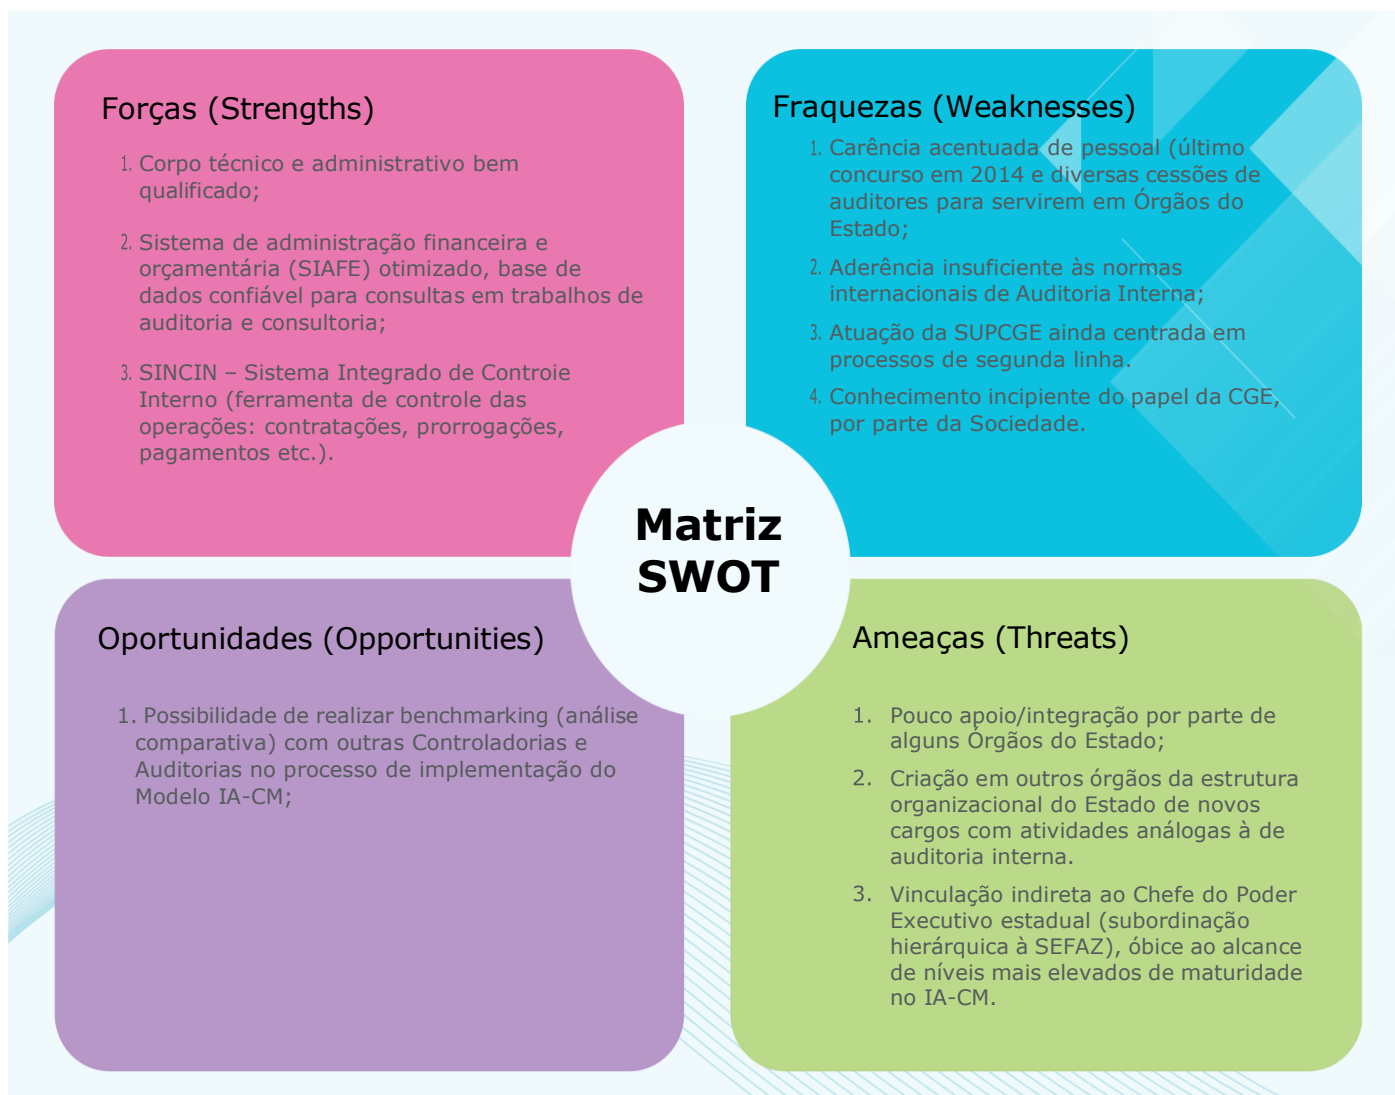 Forças (Strengths)
1. Corpo técnico e administrativo bem
qualificado;
2. Sistema de administração financeira e
orçamentária (SIAFE) otimizado, base de
dados confiável para consultas em trabalhos de
auditoria e consultoria;
3. SINCIN – Sistema Integrado de Controie
Interno (ferramenta de controle das
operações: contratações, prorrogações,
pagamentos etc.).
Fraquezas (Weaknesses)
1. Carência acentuada de pessoal (último
concurso em 2014 e diversas cessões de
auditores para servirem em Órgãos do
Estado;
2. Aderência insuficiente às normas
internacionais de Auditoria Interna;
3. Atuação da SUPCGE ainda centrada em
processos de segunda linha.
4. Conhecimento incipiente do papel da CGE,
por parte da Sociedade.
Matriz
SWOT
Oportunidades (Opportunities)
1. Possibilidade de realizar benchmarking (análise
comparativa) com outras Controladorias e
Auditorias no processo de implementação do
Modelo IA-CM;
Ameaças (Threats)
1. Pouco apoio/integração por parte de
alguns Órgãos do Estado;
2. Criação em outros órgãos da estrutura
organizacional do Estado de novos
cargos com atividades análogas à de
auditoria interna.
3. Vinculação indireta ao Chefe do Poder
Executivo estadual (subordinação
hierárquica à SEFAZ), óbice ao alcance
de níveis mais elevados de maturidade
no IA-CM.